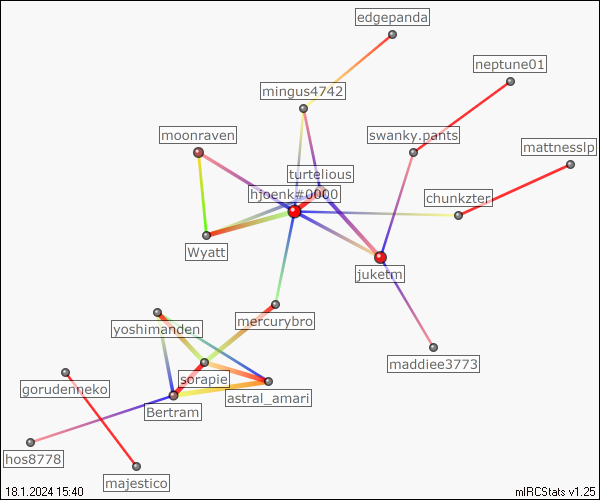 edgepanda
neptune01
mingus4742
moonraven
swanky.pants
mattnesslp
turtelious
hjoenk#0000
chunkzter
Wyatt
juketm
mercurybro
yoshimanden
maddiee3773
sorapie
gorudenneko
astral_amari
Bertram
hos8778
majestico
18.1.2024 15:40
mIRCStats v1.25